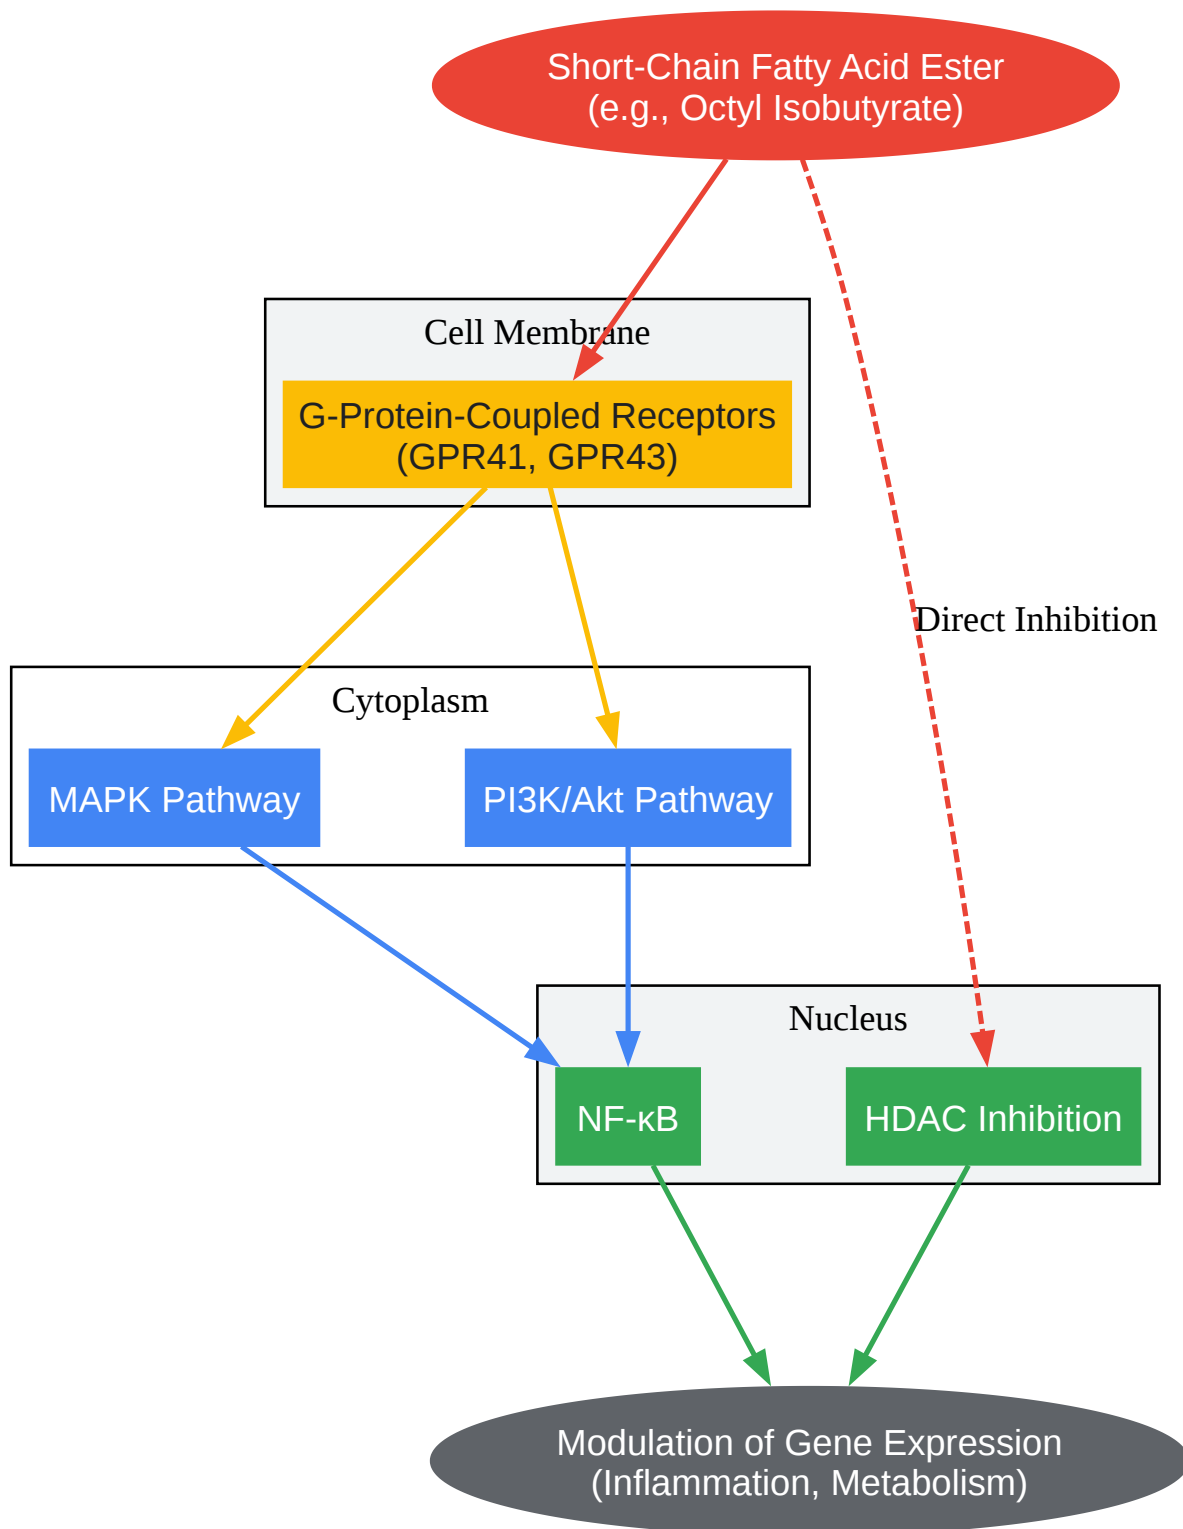 Short-Chain Fatty Acid Ester
(e.g., Octyl Isobutyrate)
Cell Membrane
G-Protein-Coupled Receptors
(GPR41, GPR43)
Direct Inhibition
Cytoplasm
MAPK Pathway
PI3K/Akt Pathway
Nucleus
NF-κB
HDAC Inhibition
Modulation of Gene Expression
(Inflammation, Metabolism)